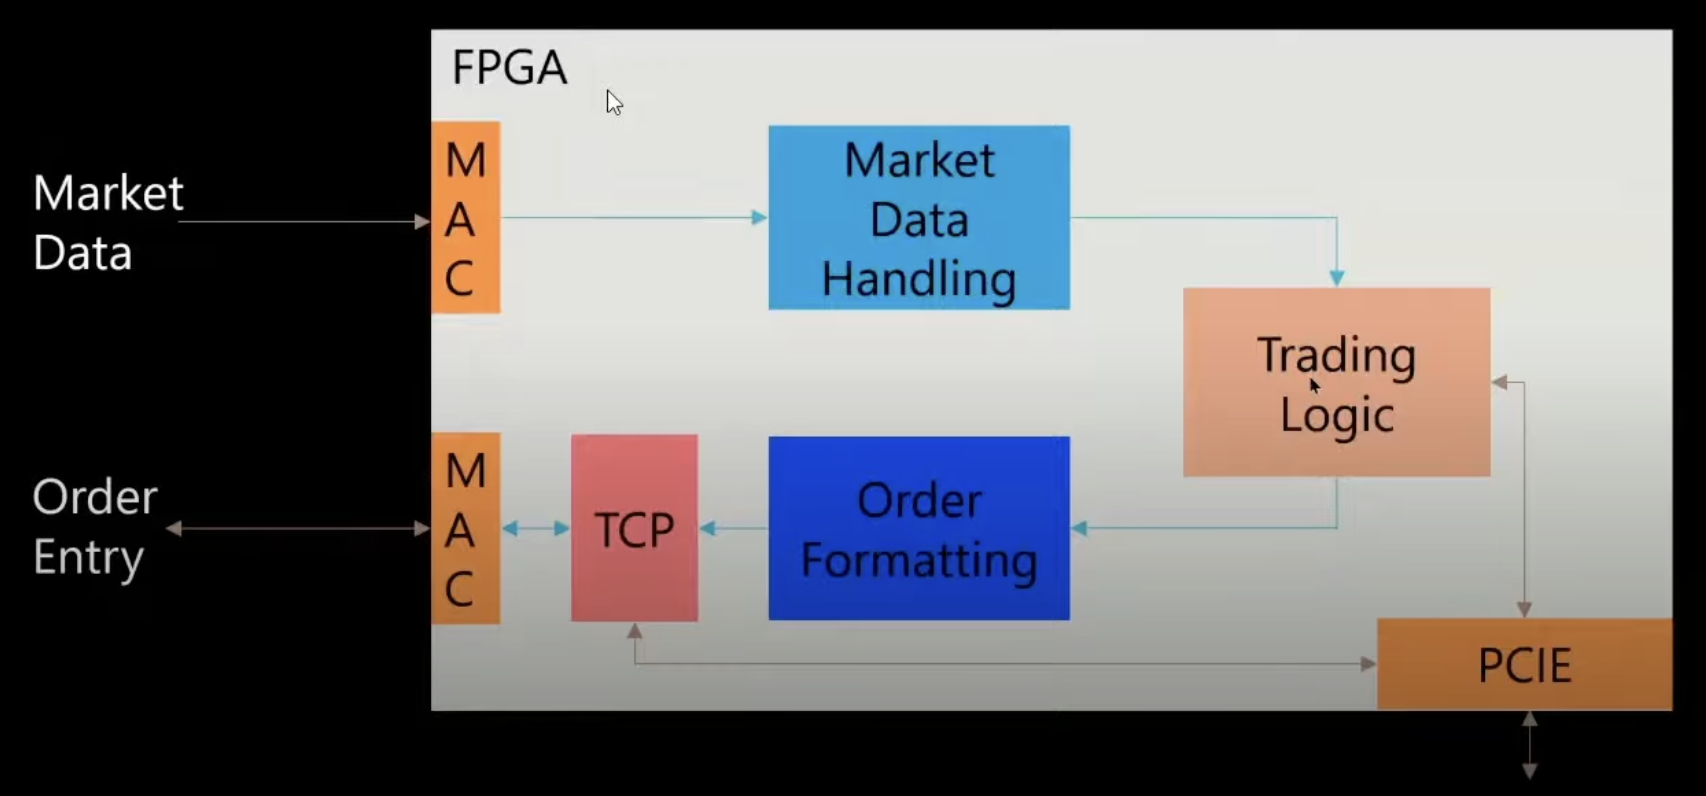 FPGA
Market
Data
M
A
C
Market
Data
Handling
Trading
Logic
Order
Entry
M
A
C
TCP
Order
Formatting
PCIE